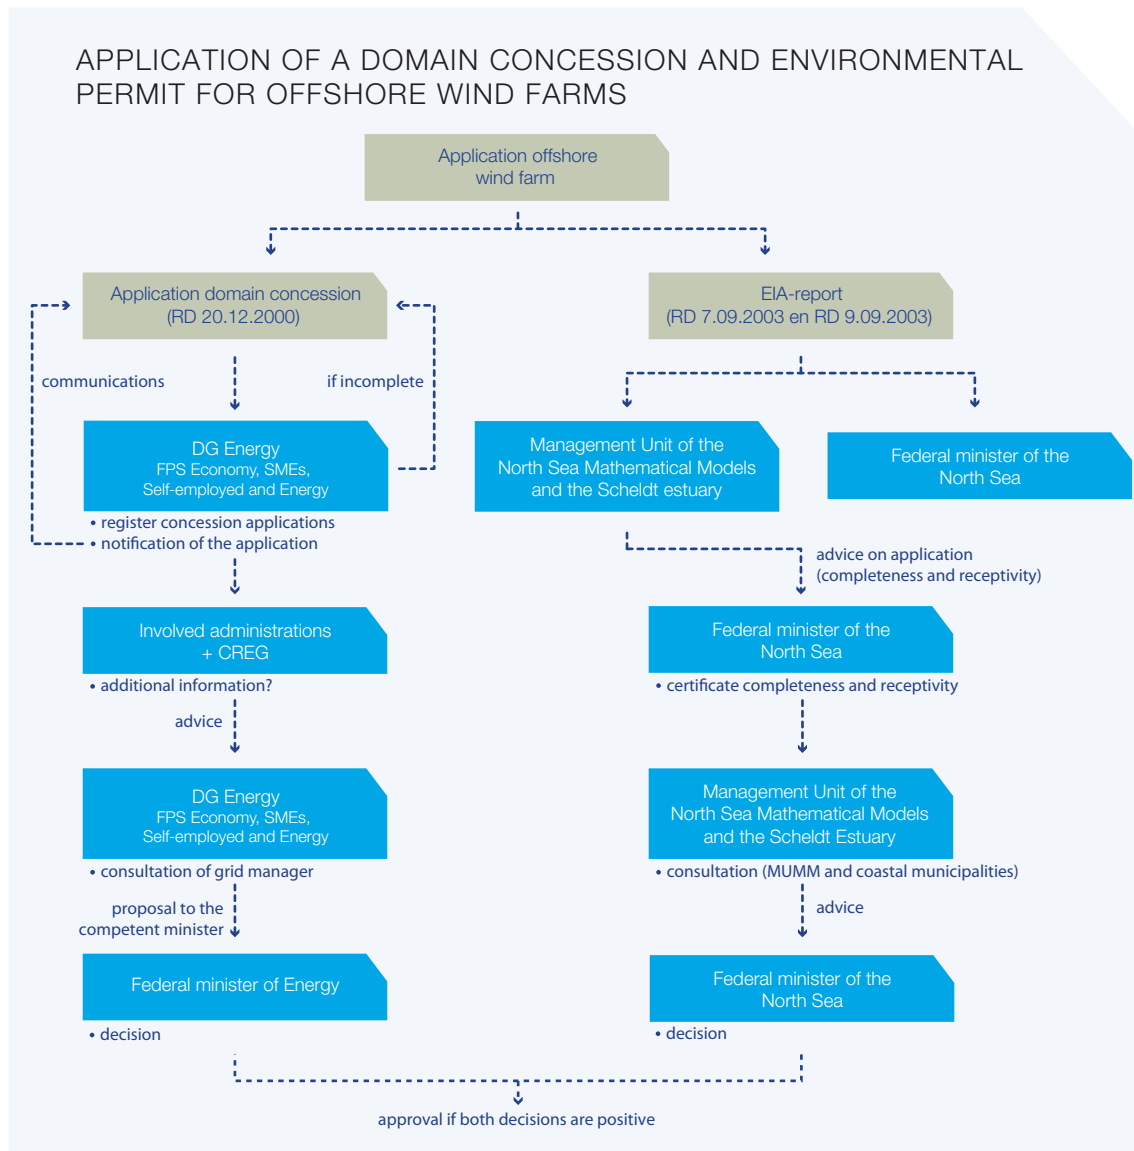 APPLICATION OF A DOMAIN CONCESSION AND ENVIRONMENTAL
PERMIT FOR OFFSHORE WIND FARMS
Application offshore
wind farm
Application domain concession
(RD 20.12.2000)
EIA-report
(RD 7.09.2003 en RD 9.09.2003)
communications
if incomplete
DG Energy
FPS Economy, SMEs,
Self-employed and Energy
• register concession applications
• notification of the application
Management Unit of the
North Sea Mathematical Models
and the Scheldt estuary
Federal minister of the
North Sea
advice on application
(completeness and receptivity)
Involved administrations
+ CREG
• additional information?
Federal minister of the
North Sea
• certificate completeness and receptivity
advice
DG Energy
FPS Economy, SMEs,
Self-employed and Energy
• consultation of grid manager
Management Unit of the
North Sea Mathematical Models
and the Scheldt Estuary
• consultation (MUMM and coastal municipalities)
proposal to the
competent minister
advice
Federal minister of Energy
• decision
Federal minister of the
North Sea
• decision
approval if both decisions are positive